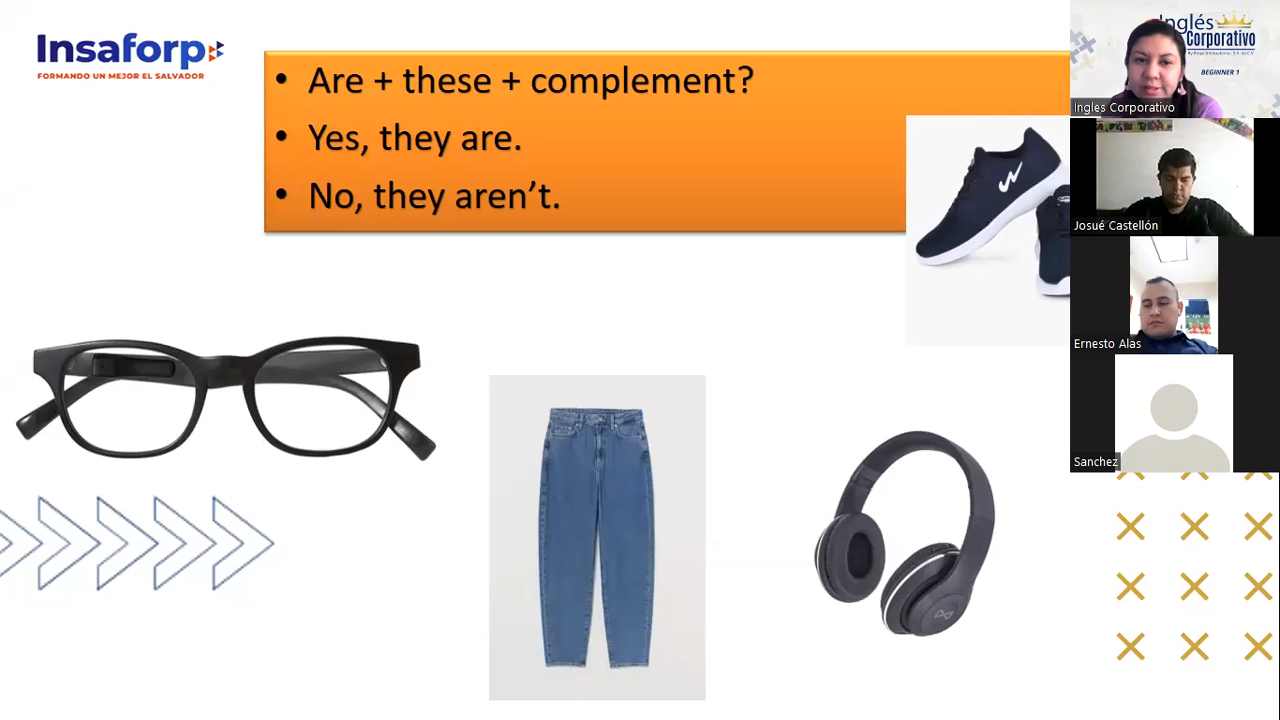 Insaforp
FORMANDO UN MEJOR EL SALVADOR
• Are + these + complement?
• Yes, they are.
• No, they aren’t.
Inglés
Corporativo
BEGINNER 1
Ingles Corporativo
Josué Castellón
Ernesto Alas
Sanchez